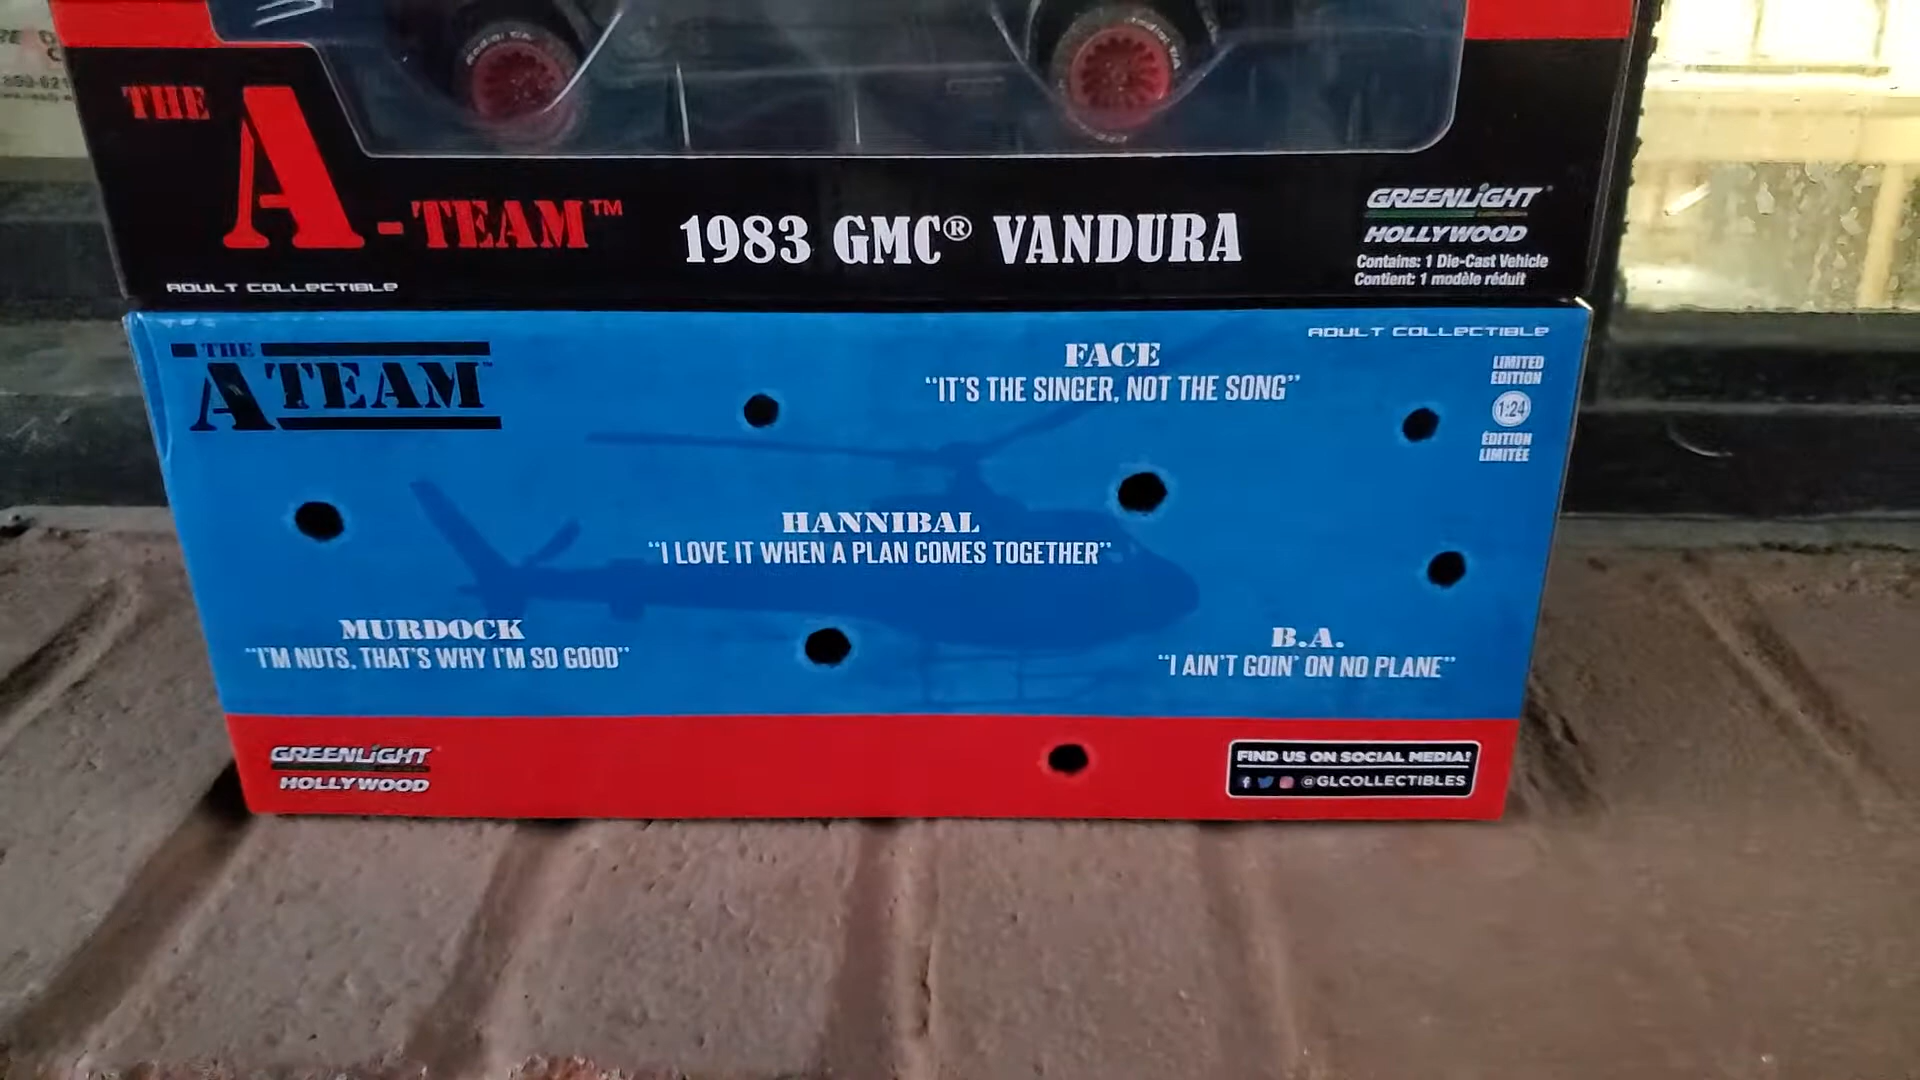 THE
A-TEAM™
1983 GMC® VANDURA
GREENLIGHT
HOLLYWOOD
Contains: 1 Die-Cast Vehicle
Contient: 1 modèle réduit
ADULT COLLECTIBLE
THE
A TEAM
ADULT COLLECTIBLE
LIMITED
EDITION
1:24
ÉDITION
LIMITÉE
FACE
"IT'S THE SINGER, NOT THE SONG"
HANNIBAL
"I LOVE IT WHEN A PLAN COMES TOGETHER"
MURDOCK
"I'M NUTS, THAT'S WHY I'M SO GOOD"
B.A.
"I AIN'T GOIN' ON NO PLANE"
GREENLIGHT
HOLLYWOOD
FIND US ON SOCIAL MEDIA!
@GLCOLLECTIBLES